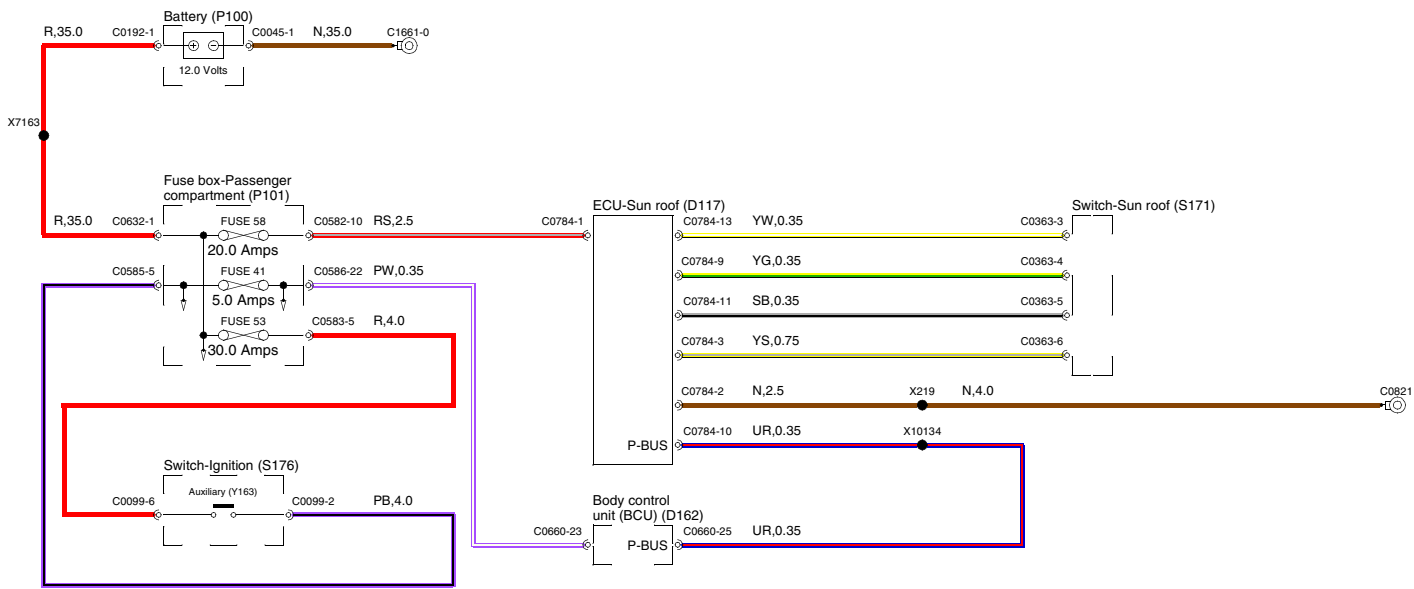 Battery (P100)
R,35.0 C0192-1 C0045-1 N,35.0 C1661-0
12.0 Volts
X7163
Fuse box-Passenger
compartment (P101)
R,35.0 C0632-1 FUSE 58 C0582-10 RS,2.5
20.0 Amps
C0585-5 FUSE 41 C0586-22 PW,0.35
5.0 Amps
FUSE 53 C0583-5 R,4.0
30.0 Amps
ECU-Sun roof (D117) Switch-Sun roof (S171)
C0784-1 C0784-13 YW,0.35 C0363-3
C0784-9 YG,0.35 C0363-4
C0784-11 SB,0.35 C0363-5
C0784-3 YS,0.75 C0363-6
C0784-2 N,2.5 X219 N,4.0 C0821
C0784-10 UR,0.35 X10134
P-BUS
Switch-Ignition (S176)
Auxiliary (Y163)
C0099-6 C0099-2 PB,4.0
Body control
unit (BCU) (D162)
C0660-23 C0660-25 UR,0.35
P-BUS